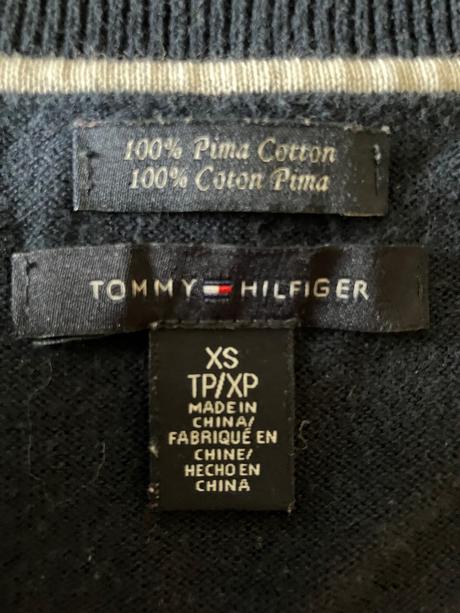 100% Pima Cotton
100% Coton Pima
TOMMY HILFIGER
XS
TP/XP
MADE IN
CHINA/
FABRIQUÉ EN
CHINE/
HECHO EN
CHINA